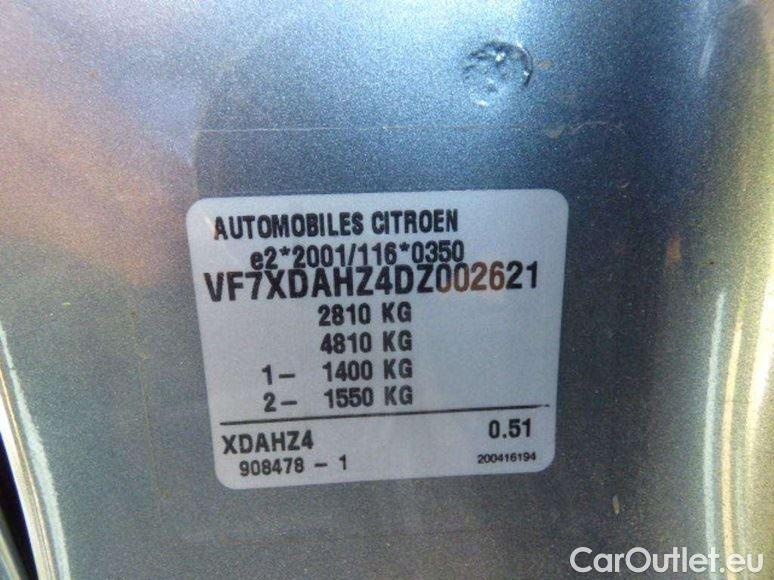 AUTOMOBILES CITROEN
e2*2001/116*0350
VF7XDAHZ4DZ002621
2810 KG
4810 KG
1- 1400 KG
2- 1550 KG
XDAHZ4 0.51
908478 - 1 200416194
CarOutlet.eu